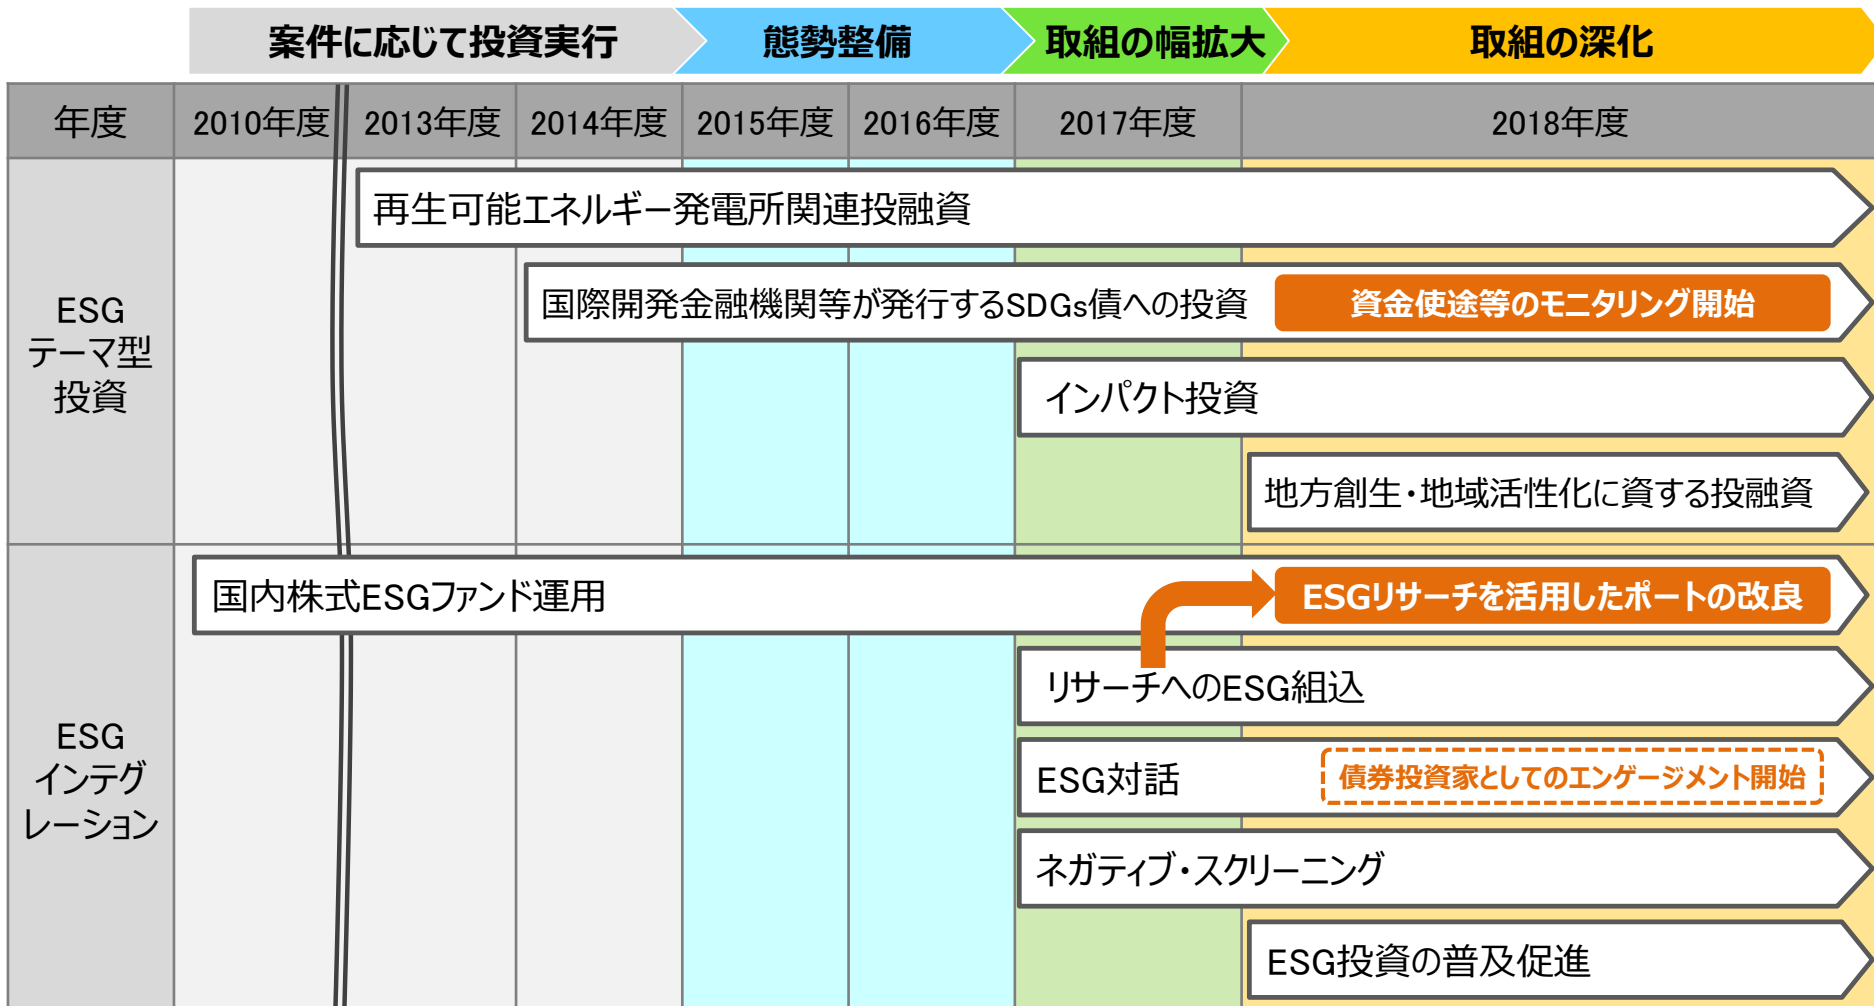 案件に応じて投資実行
態勢整備
取組の幅拡大
取組の深化
年度
2010年度
2013年度
2014年度
2015年度
2016年度
2017年度
2018年度
ESG
テーマ型
投資
再生可能エネルギー発電所関連投融資
国際開発金融機関等が発行するSDGs債への投資
資金使途等のモニタリング開始
インパクト投資
地方創生・地域活性化に資する投融資
ESG
インテグ
レーション
国内株式ESGファンド運用
ESGリサーチを活用したポートの改良
リサーチへのESG組込
ESG対話
債券投資家としてのエンゲージメント開始
ネガティブ・スクリーニング
ESG投資の普及促進